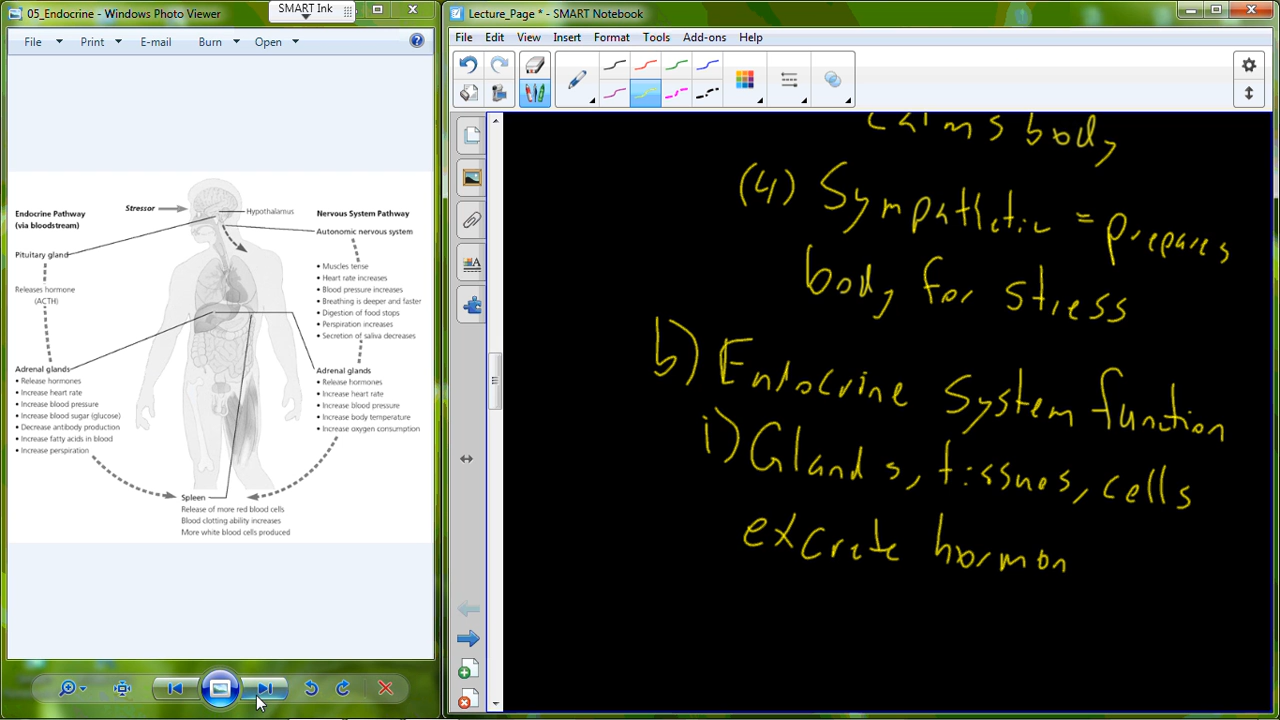 05_Endocrine - Windows Photo Viewer
SMART Ink
File Print E-mail Burn Open
Stressor
Hypothalamus
Endocrine Pathway
(via bloodstream)
Pituitary gland
Releases hormone
(ACTH)
Adrenal glands
• Release hormones
• Increase heart rate
• Increase blood pressure
• Increase blood sugar (glucose)
• Decrease antibody production
• Increase fatty acids in blood
• Increase perspiration
Nervous System Pathway
Autonomic nervous system
• Muscles tense
• Heart rate increases
• Blood pressure increases
• Breathing is deeper and faster
• Digestion of food stops
• Perspiration increases
• Secretion of saliva decreases
Adrenal glands
• Release hormones
• Increase heart rate
• Increase blood pressure
• Increase body temperature
• Increase oxygen consumption
Spleen
Release of more red blood cells
Blood clotting ability increases
More white blood cells produced
Lecture_Page * - SMART Notebook
File Edit View Insert Format Tools Add-ons Help
calms body
(4) Sympathetic = prepares
body for stress
b) Endocrine System function
i) Glands, tissues, cells
excrete hormon